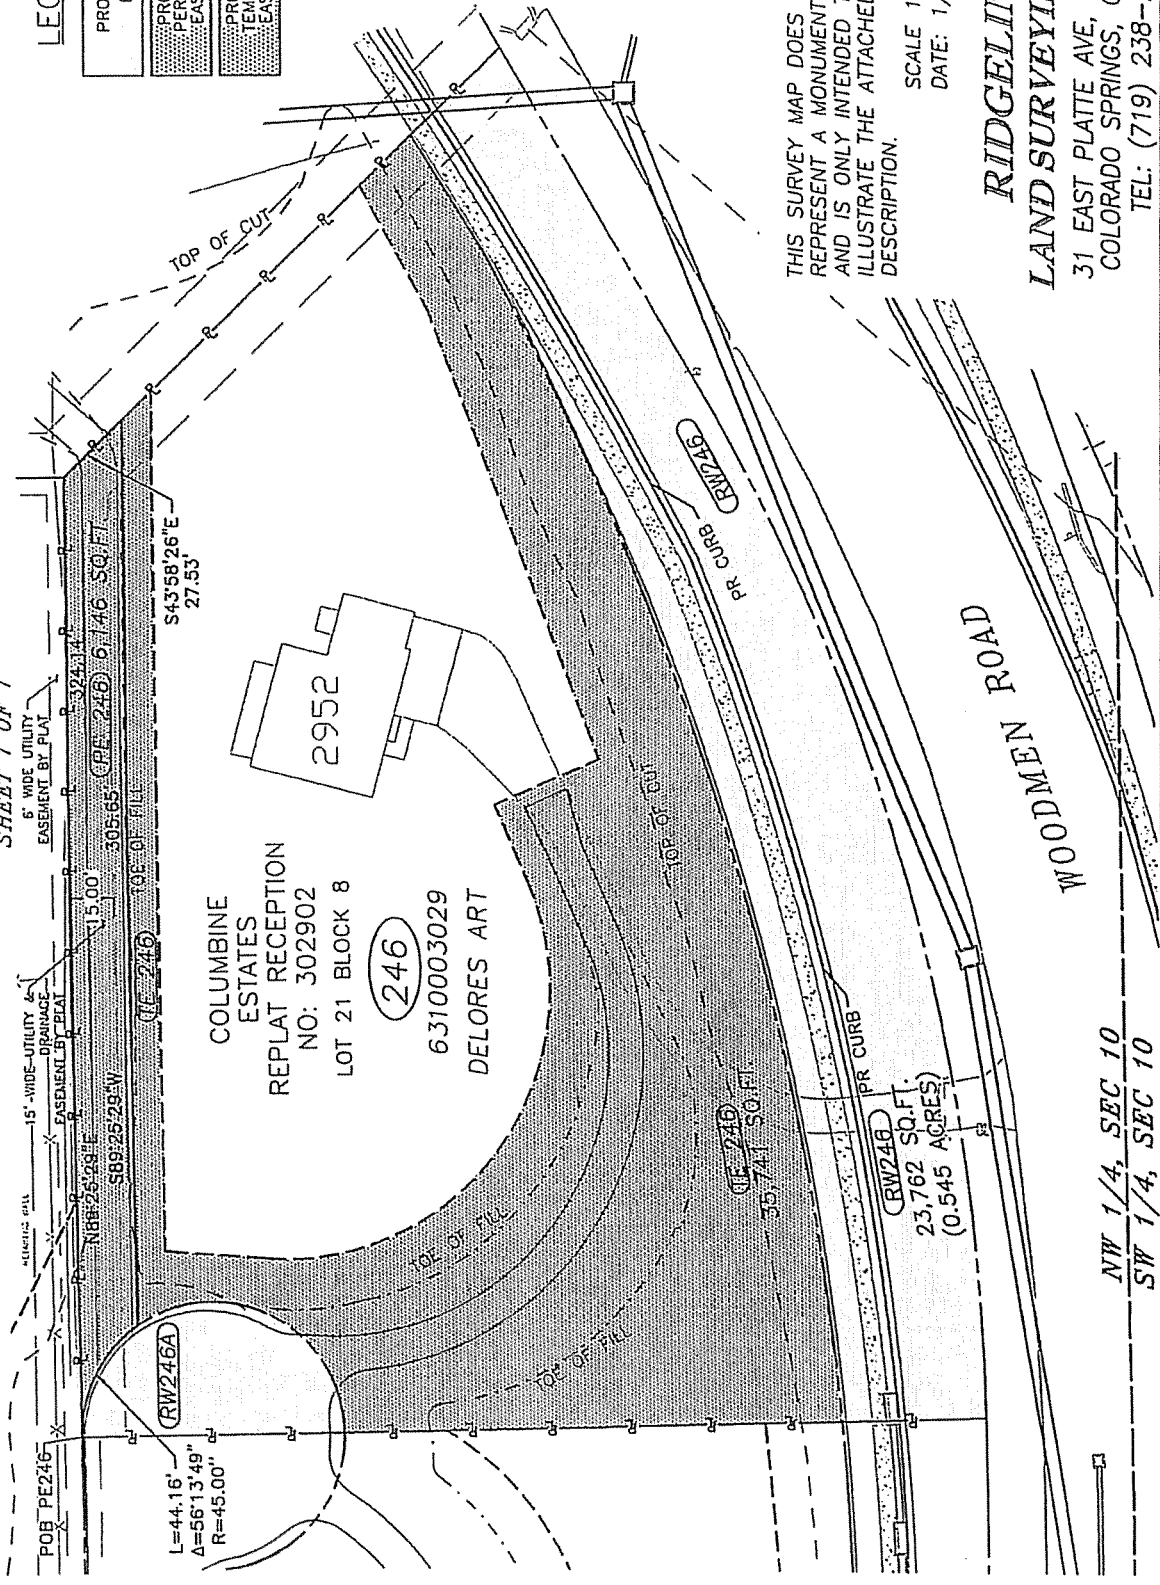 LEG
PRO
PRO
PER
EAS
PRO
TEM
EAS
SHEET 1 OF 1
6' WIDE UTILITY
EASEMENT BY PLAT
15'-WIDE-UTILITY &
DRAINAGE
EASEMENT BY PLAT
POB PE246
N89°25'29"E
324.14'
15.00'
S89°25'29"W
305.65'
PE 246
6,146 SQ.FT.
TE 246
TOE OF FILL
S43°58'26"E
27.53'
TOP OF CUT
L=44.16'
Δ=56°13'49"
R=45.00'
RW246A
COLUMBINE
ESTATES
REPLAT RECEPTION
NO: 302902
LOT 21 BLOCK 8
246
6310003029
DELORES ART
2952
TOE OF FILL
TOE OF FILL
TOP OF CUT
TE 246
35,741 SQ.FT.
PR CURB
PR CURB
RW246
RW246
23,762 SQ.FT.
(0.545 ACRES)
WOODMEN ROAD
NW 1/4, SEC 10
SW 1/4, SEC 10
THIS SURVEY MAP DOES
REPRESENT A MONUMENT
AND IS ONLY INTENDED T
ILLUSTRATE THE ATTACHE
DESCRIPTION.
SCALE 1
DATE: 1/
RIDGELI
LAND SURVEYI
31 EAST PLATTE AVE,
COLORADO SPRINGS, C
TEL: (719) 238-